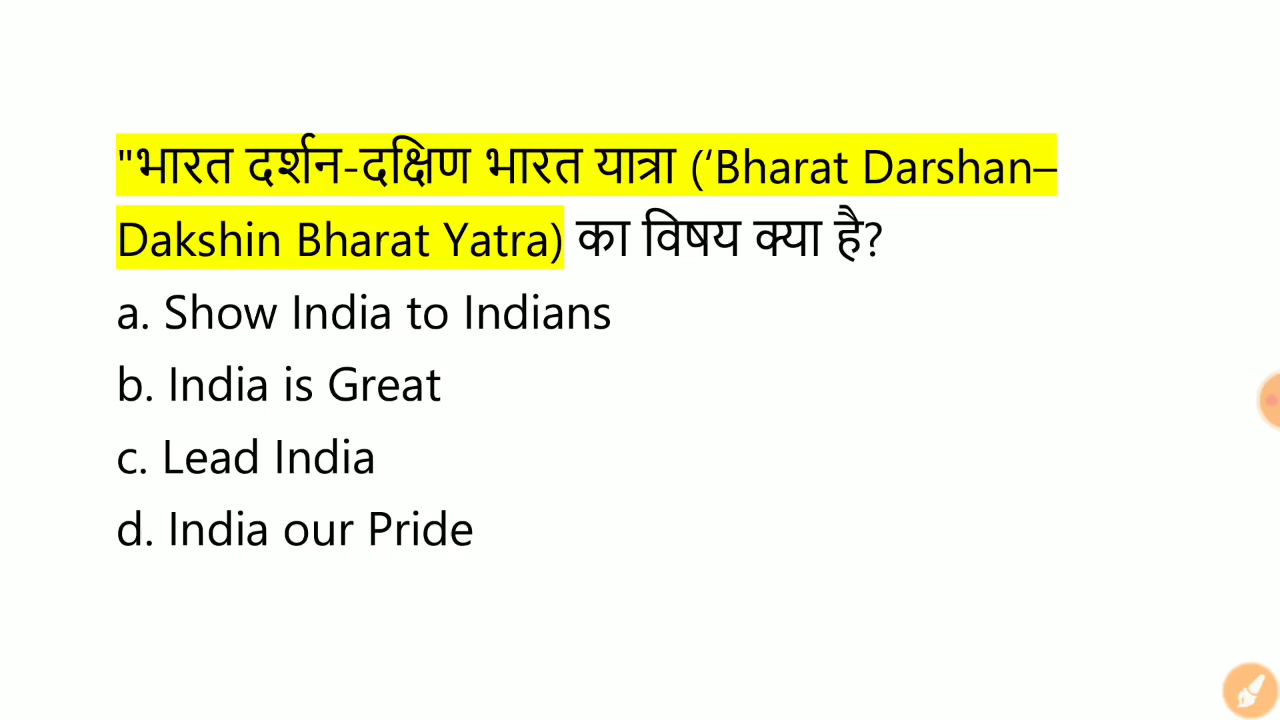 "भारत दर्शन-दक्षिण भारत यात्रा (‘Bharat Darshan–
Dakshin Bharat Yatra) का विषय क्या है?
a. Show India to Indians
b. India is Great
c. Lead India
d. India our Pride